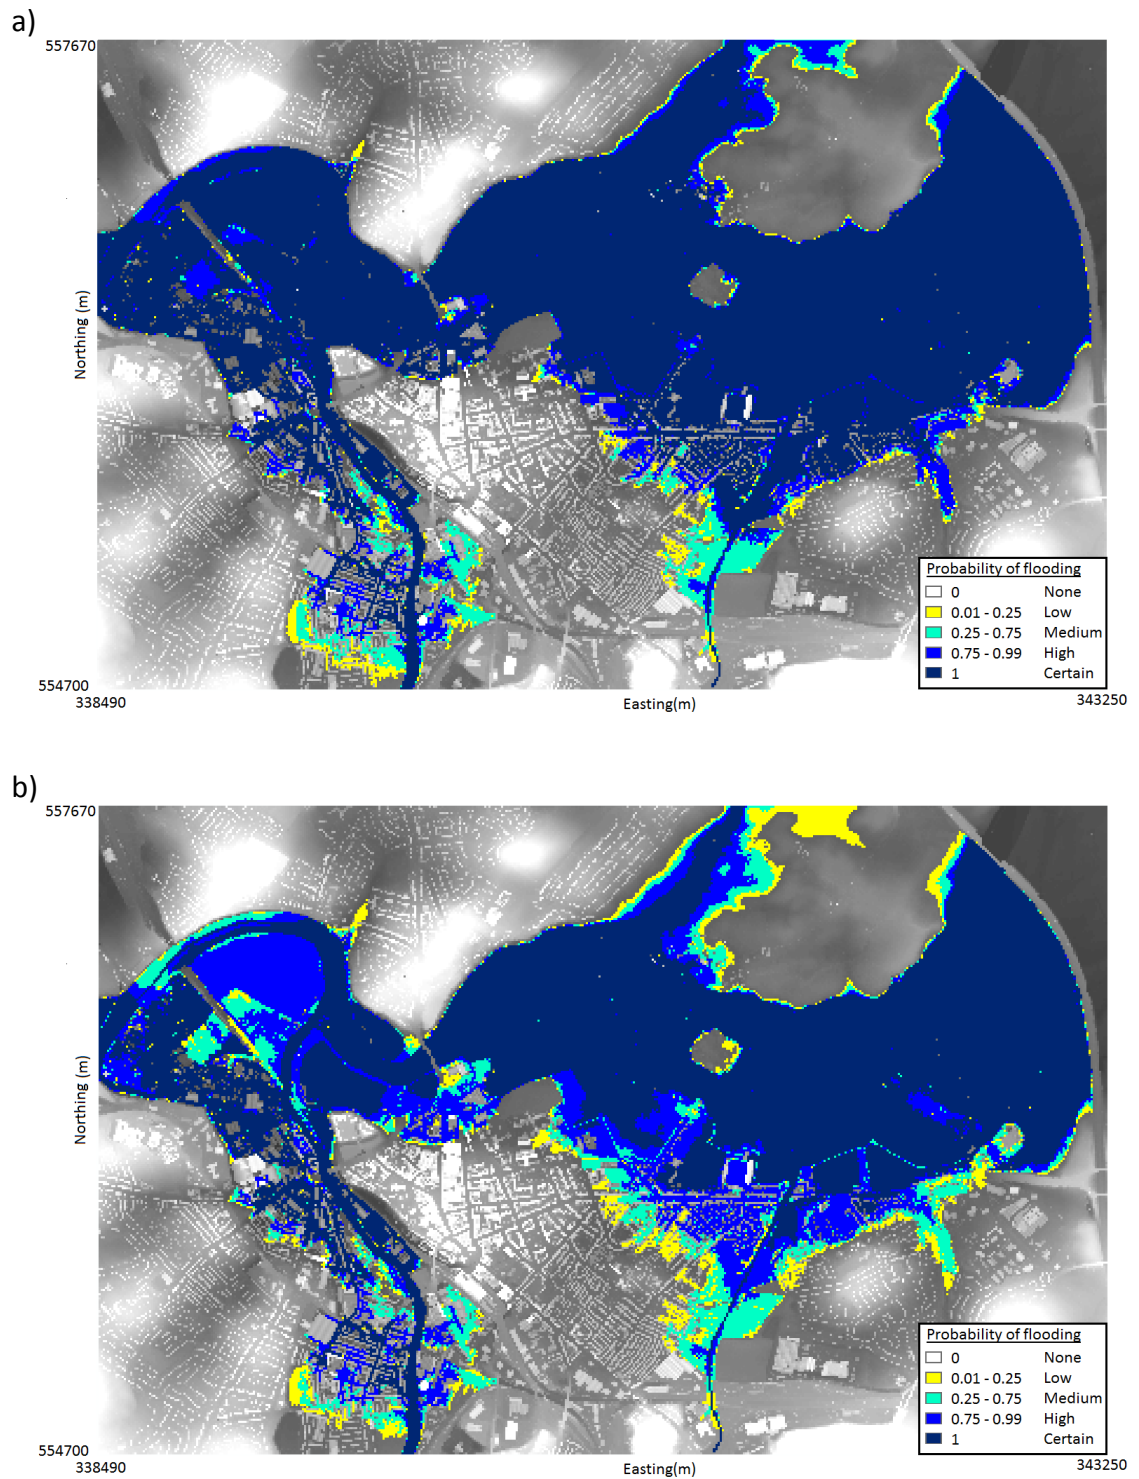 a)
557670
Northing (m)
Probability of flooding
0 None
0.01 - 0.25 Low
0.25 - 0.75 Medium
0.75 - 0.99 High
1 Certain
554700
338490
Easting(m)
343250
b)
557670
Northing (m)
Probability of flooding
0 None
0.01 - 0.25 Low
0.25 - 0.75 Medium
0.75 - 0.99 High
1 Certain
554700
338490
Easting(m)
343250